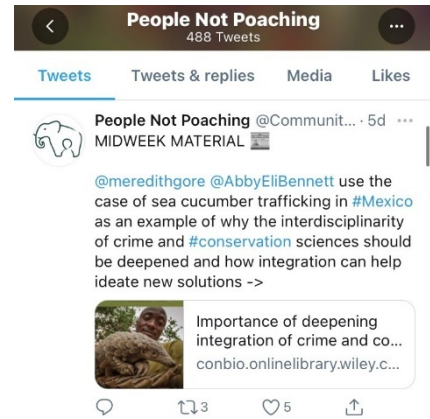 People Not Poaching
488 Tweets
Tweets Tweets & replies Media Likes
People Not Poaching @Communit... · 5d
MIDWEEK MATERIAL
@meredithgore @AbbyEliBennett use the
case of sea cucumber trafficking in #Mexico
as an example of why the interdisciplinarity
of crime and #conservation sciences should
be deepened and how integration can help
ideate new solutions ->
Importance of deepening
integration of crime and co...
conbio.onlinelibrary.wiley.c...
3 5